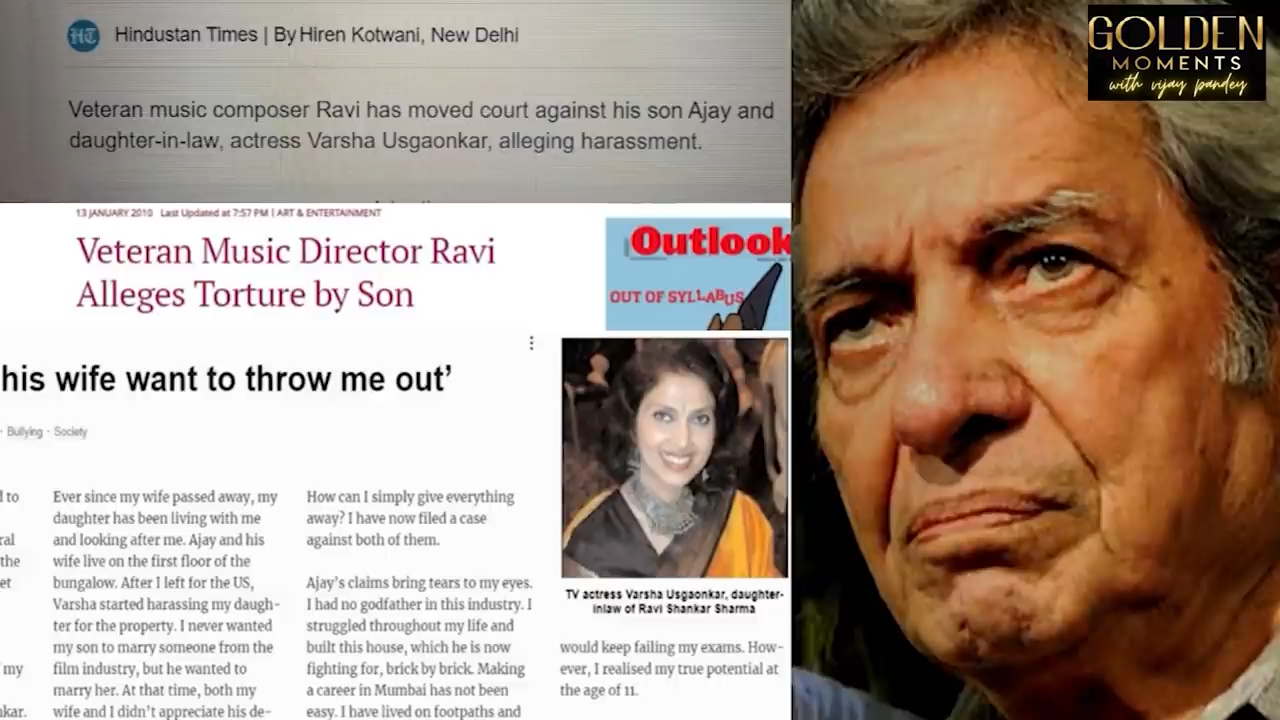 HT Hindustan Times | By Hiren Kotwani, New Delhi
Veteran music composer Ravi has moved court against his son Ajay and
daughter-in-law, actress Varsha Usgaonkar, alleging harassment.
13 JANUARY 2010 Last Updated at 7:57 PM | ART & ENTERTAINMENT
Veteran Music Director Ravi
Alleges Torture by Son
Outlook
OUT OF SYLLABUS
his wife want to throw me out’
· Bullying · Society
d to
ral
the
et
my
nkar.
Ever since my wife passed away, my
daughter has been living with me
and looking after me. Ajay and his
wife live on the first floor of the
bungalow. After I left for the US,
Varsha started harassing my daugh-
ter for the property. I never wanted
my son to marry someone from the
film industry, but he wanted to
marry her. At that time, both my
wife and I didn’t appreciate his de-
How can I simply give everything
away? I have now filed a case
against both of them.
Ajay’s claims bring tears to my eyes.
I had no godfather in this industry. I
struggled throughout my life and
built this house, which he is now
fighting for, brick by brick. Making
a career in Mumbai has not been
easy. I have lived on footpaths and
TV actress Varsha Usgaonkar, daughter-
inlaw of Ravi Shankar Sharma
would keep failing my exams. How-
ever, I realised my true potential at
the age of 11.
GOLDEN
MOMENTS
with vijay pandey